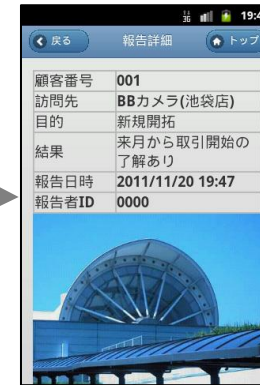 3G 19:4
戻る 報告詳細 トップ
顧客番号 001
訪問先 BBカメラ(池袋店)
目的 新規開拓
結果 来月から取引開始の
了解あり
報告日時 2011/11/20 19:47
報告者ID 0000